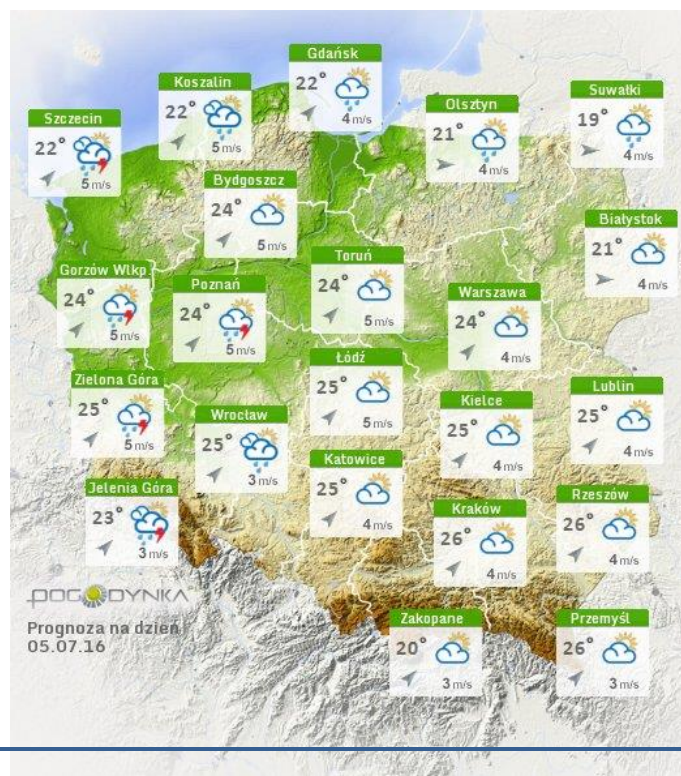 Gdańsk
22°
4 m/s
Koszalin
22°
5 m/s
Szczecin
22°
5 m/s
Olsztyn
21°
4 m/s
Suwałki
19°
4 m/s
Bydgoszcz
24°
5 m/s
Białystok
21°
4 m/s
Gorzów Wlkp.
24°
5 m/s
Poznań
24°
5 m/s
Toruń
24°
5 m/s
Warszawa
24°
4 m/s
Zielona Góra
25°
5 m/s
Łódź
25°
5 m/s
Wrocław
25°
3 m/s
Kielce
25°
4 m/s
Lublin
25°
4 m/s
Katowice
25°
4 m/s
Jelenia Góra
23°
3 m/s
Kraków
26°
4 m/s
Rzeszów
26°
4 m/s
POGODYNKA
Prognoza na dzień
05.07.16
Zakopane
20°
3 m/s
Przemyśl
26°
3 m/s